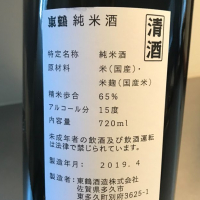 東鶴 純米酒
清酒
特定名称 純米酒
原材料 米(国産)・
米麹(国産米)
精米歩合 65%
アルコール分 15度
内容量 720ml
未成年者の飲酒及び飲酒運転
は法律で禁じられています。
製造年月: 2019.4
製造者:東鶴酒造株式会社
佐賀県多久市
東多久町別府3625-1